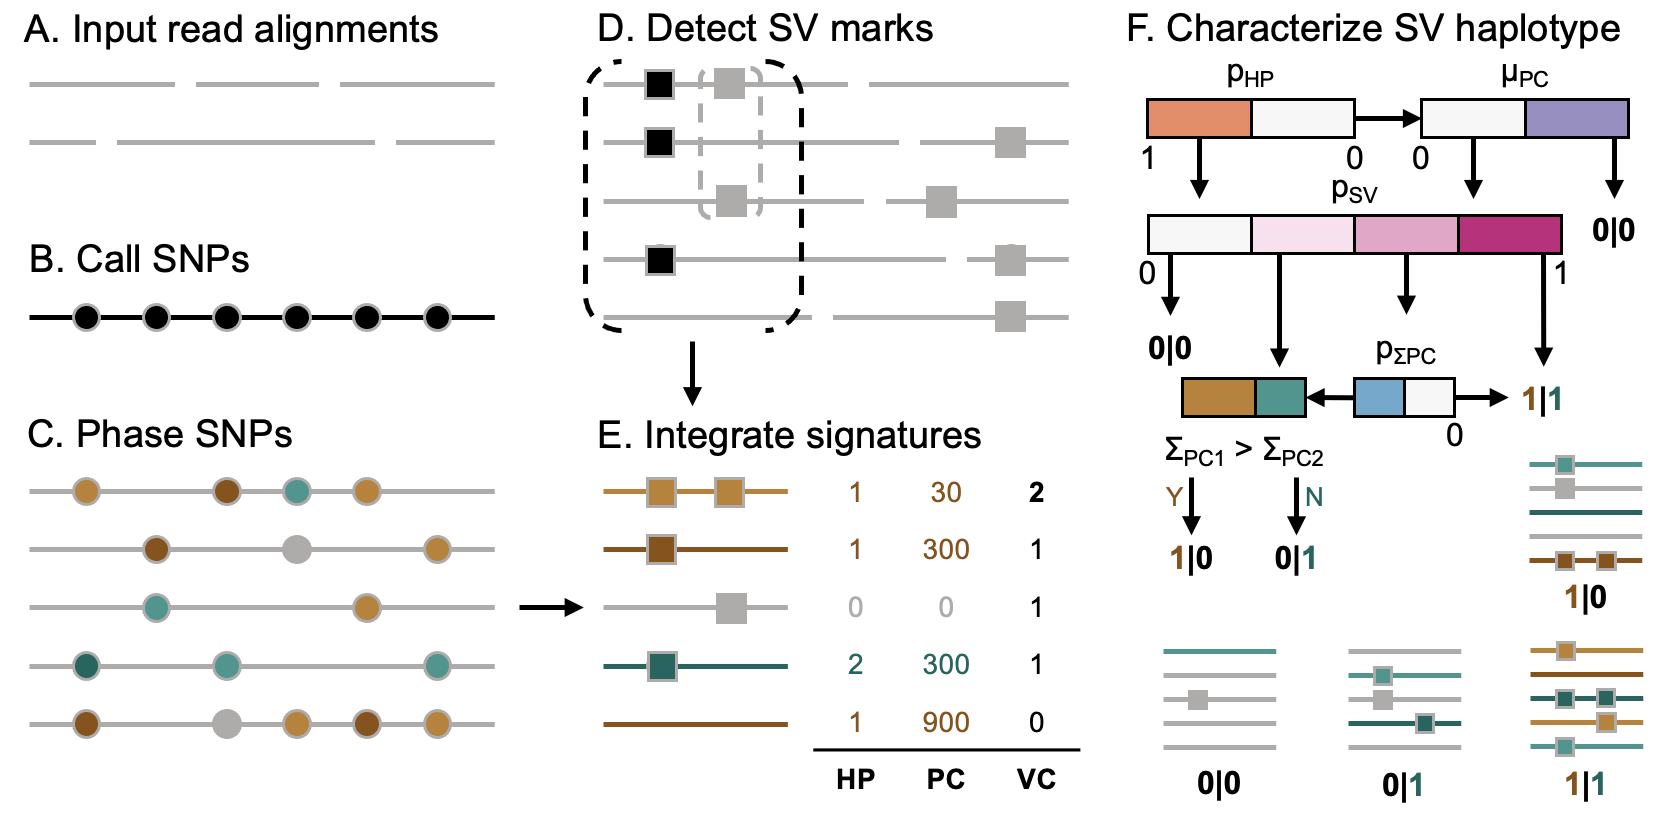 A. Input read alignments
B. Call SNPs
C. Phase SNPs
D. Detect SV marks
E. Integrate signatures
1 30 2
1 300 1
0 0 1
2 300 1
1 900 0
HP PC VC
F. Characterize SV haplotype
pHP μPC
1 0 0
pSV
0|0
0 1
0|0
pΣPC
1|1
0
ΣPC1 > ΣPC2
Y N
1|0 0|1
1|0
0|0 0|1 1|1